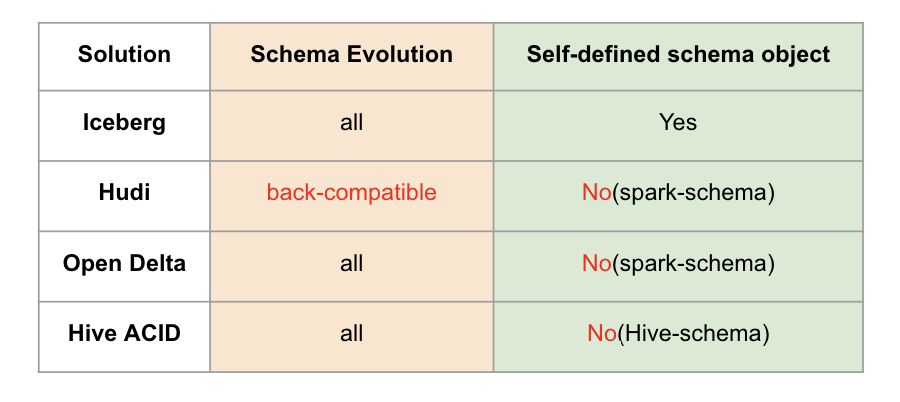 Solution Schema Evolution Self-defined schema object
Iceberg all Yes
Hudi back-compatible No(spark-schema)
Open Delta all No(spark-schema)
Hive ACID all No(Hive-schema)